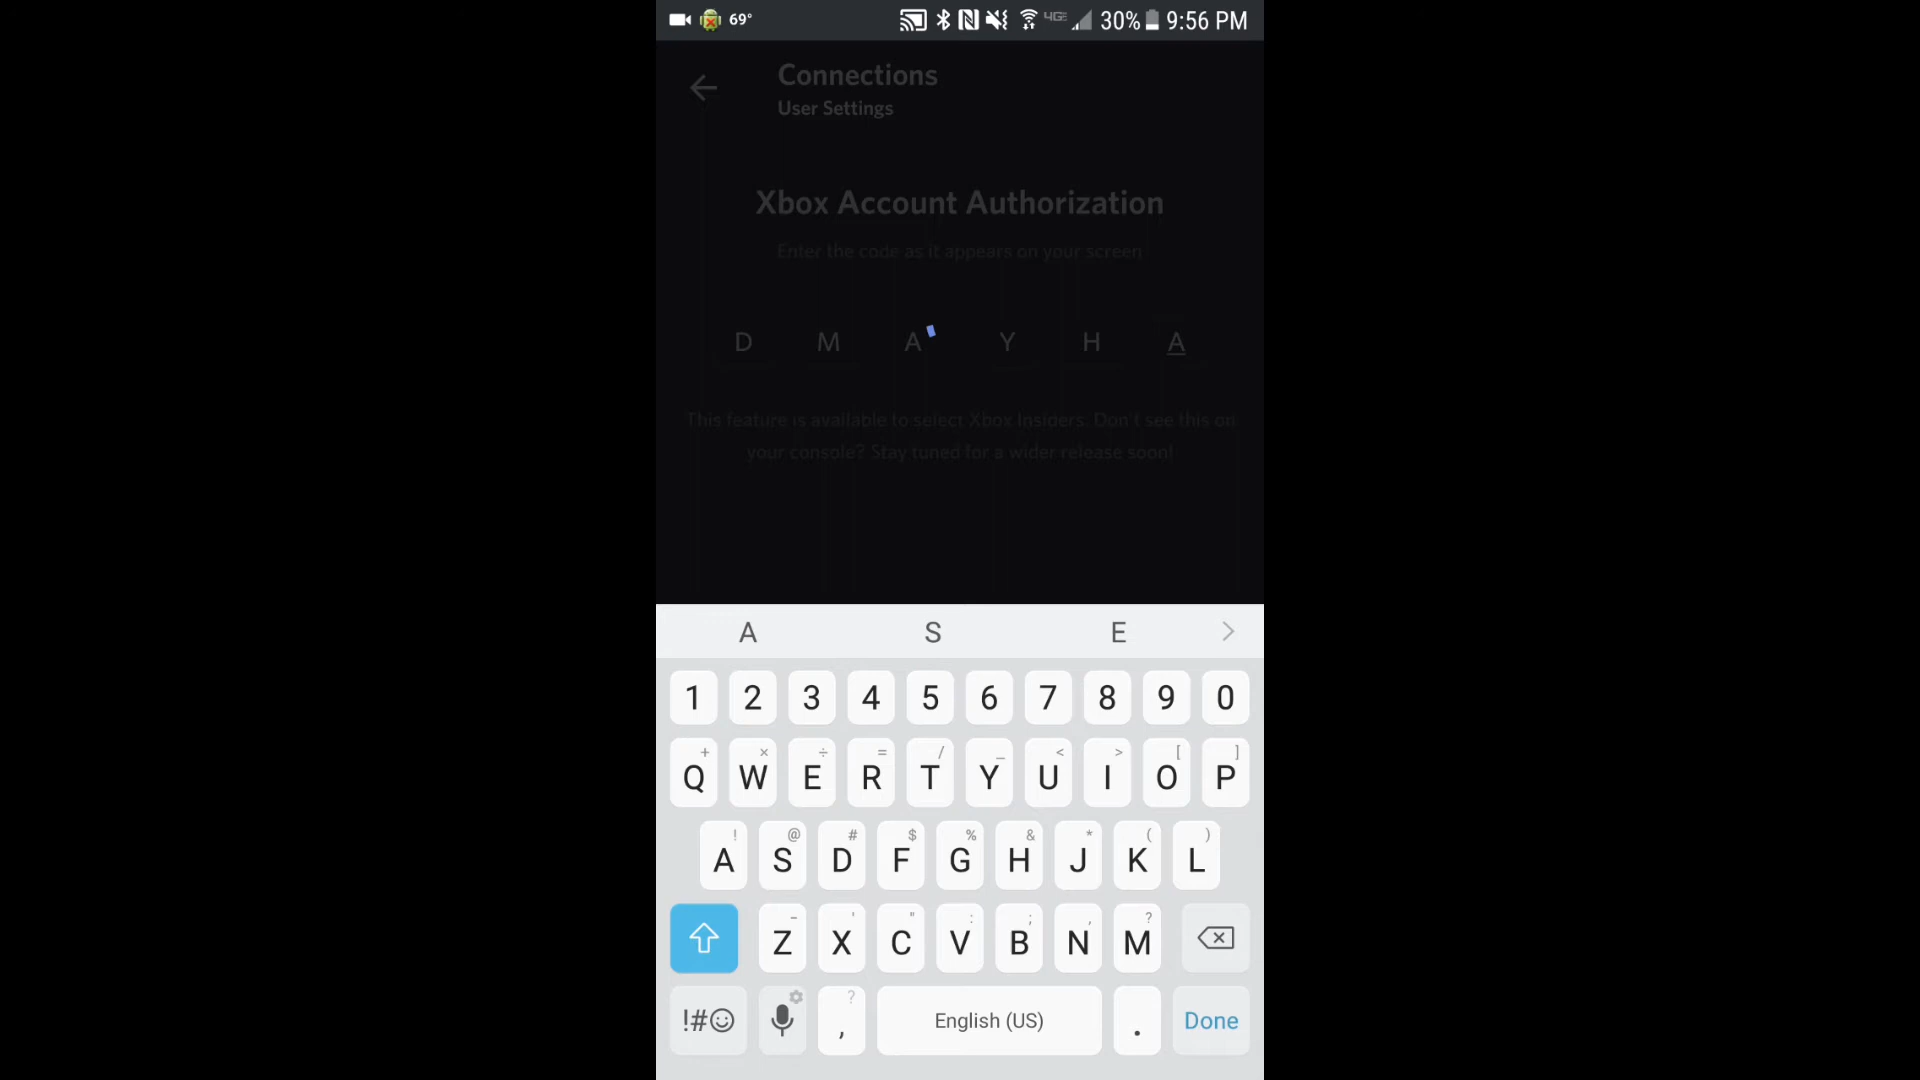 69° 4GE 30% 9:56 PM
Connections
User Settings
Xbox Account Authorization
Enter the code as it appears on your screen
D M A Y H A
This feature is available to select Xbox Insiders. Don't see this on
your console? Stay tuned for a wider release soon!
A S E >
1 2 3 4 5 6 7 8 9 0
+ × ÷ = / _ < > [ ]
Q W E R T Y U I O P
! @ # $ % & * ( )
A S D F G H J K L
- ' " : ; , ?
Z X C V B N M
?
!#☺ , English (US) . Done